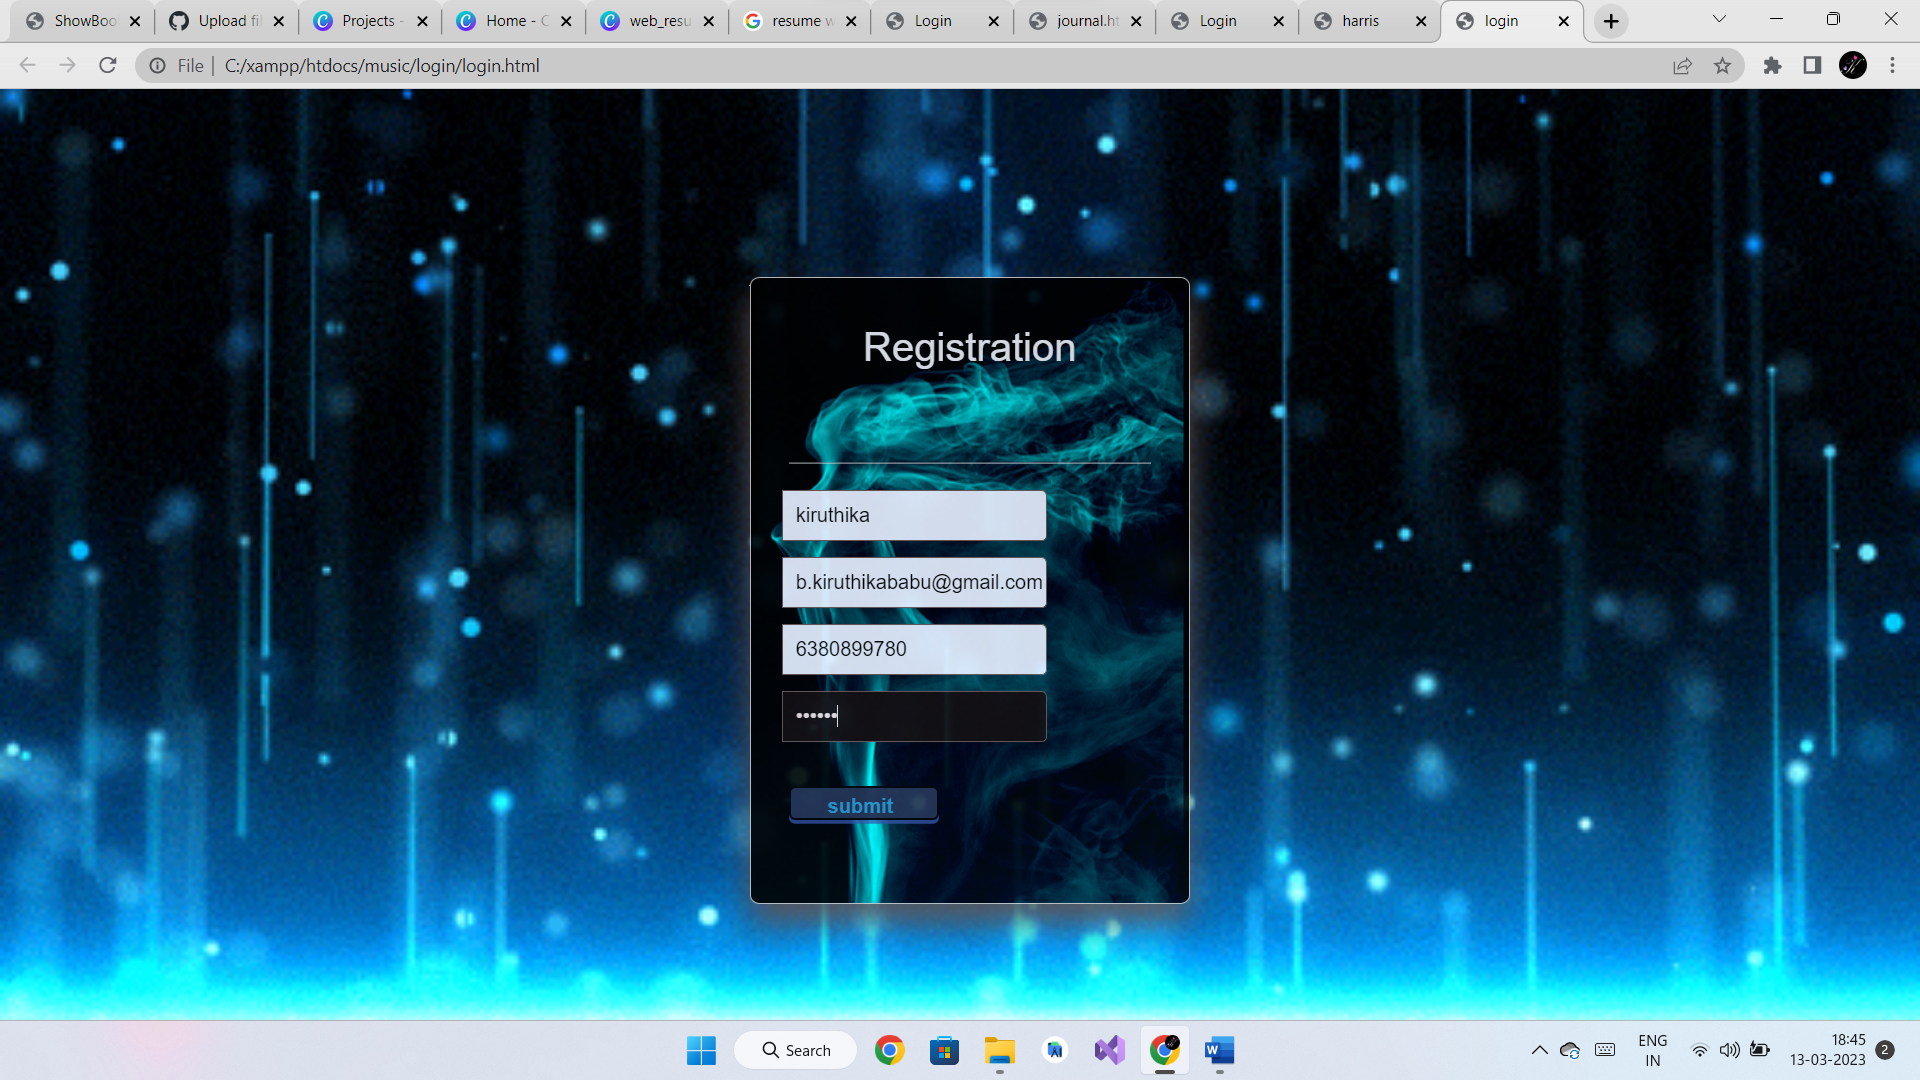 ShowBoo
Upload fil
Projects -
Home - C
web_resu
resume w
Login
journal.ht
Login
harris
login
File | C:/xampp/htdocs/music/login/login.html
Registration
kiruthika
b.kiruthikababu@gmail.com
6380899780
••••••
submit
Search
ENG
IN
18:45
13-03-2023
2